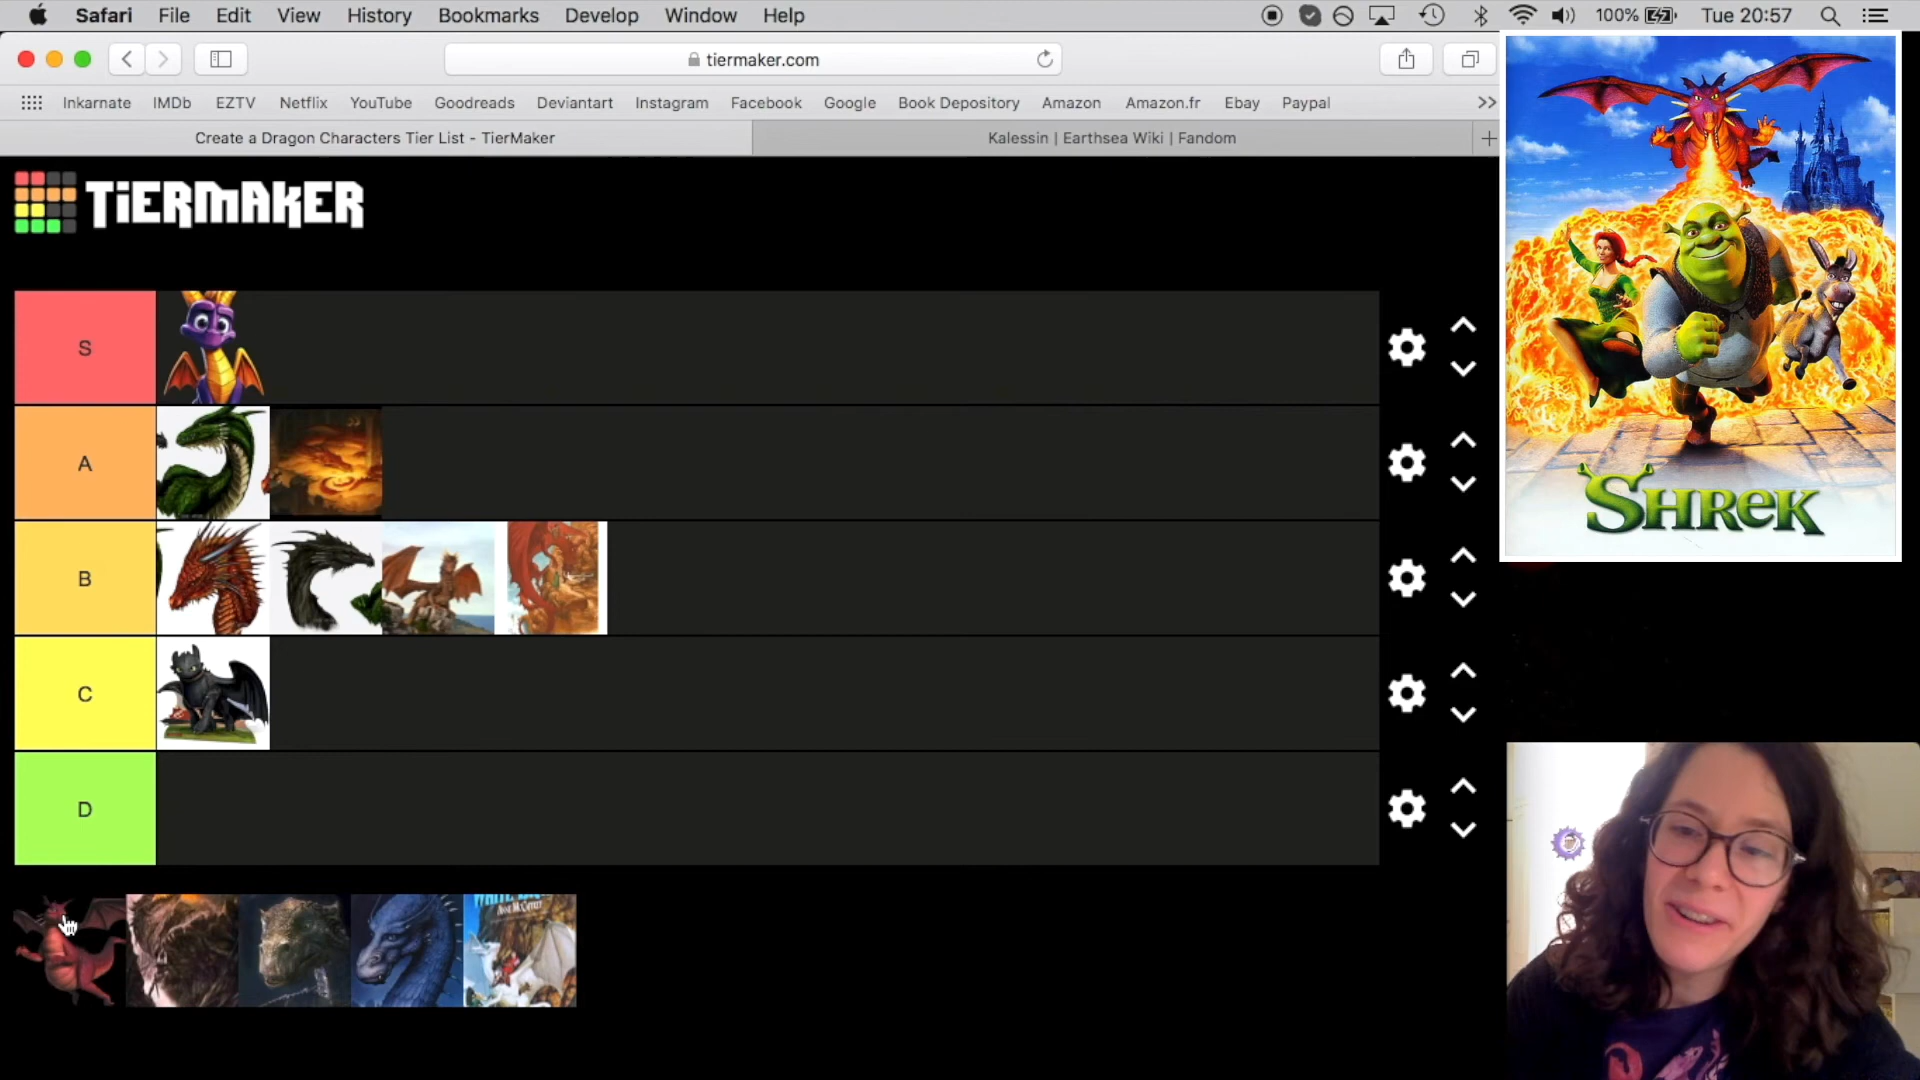 Safari File Edit View History Bookmarks Develop Window Help 100% Tue 20:57
tiermaker.com
Inkarnate IMDb EZTV Netflix YouTube Goodreads Deviantart Instagram Facebook Google Book Depository Amazon Amazon.fr Ebay Paypal >>
Create a Dragon Characters Tier List - TierMaker Kalessin | Earthsea Wiki | Fandom +
TiERMAKER
S
A
B
C
D
SHREK
ANNE McCAFFREY